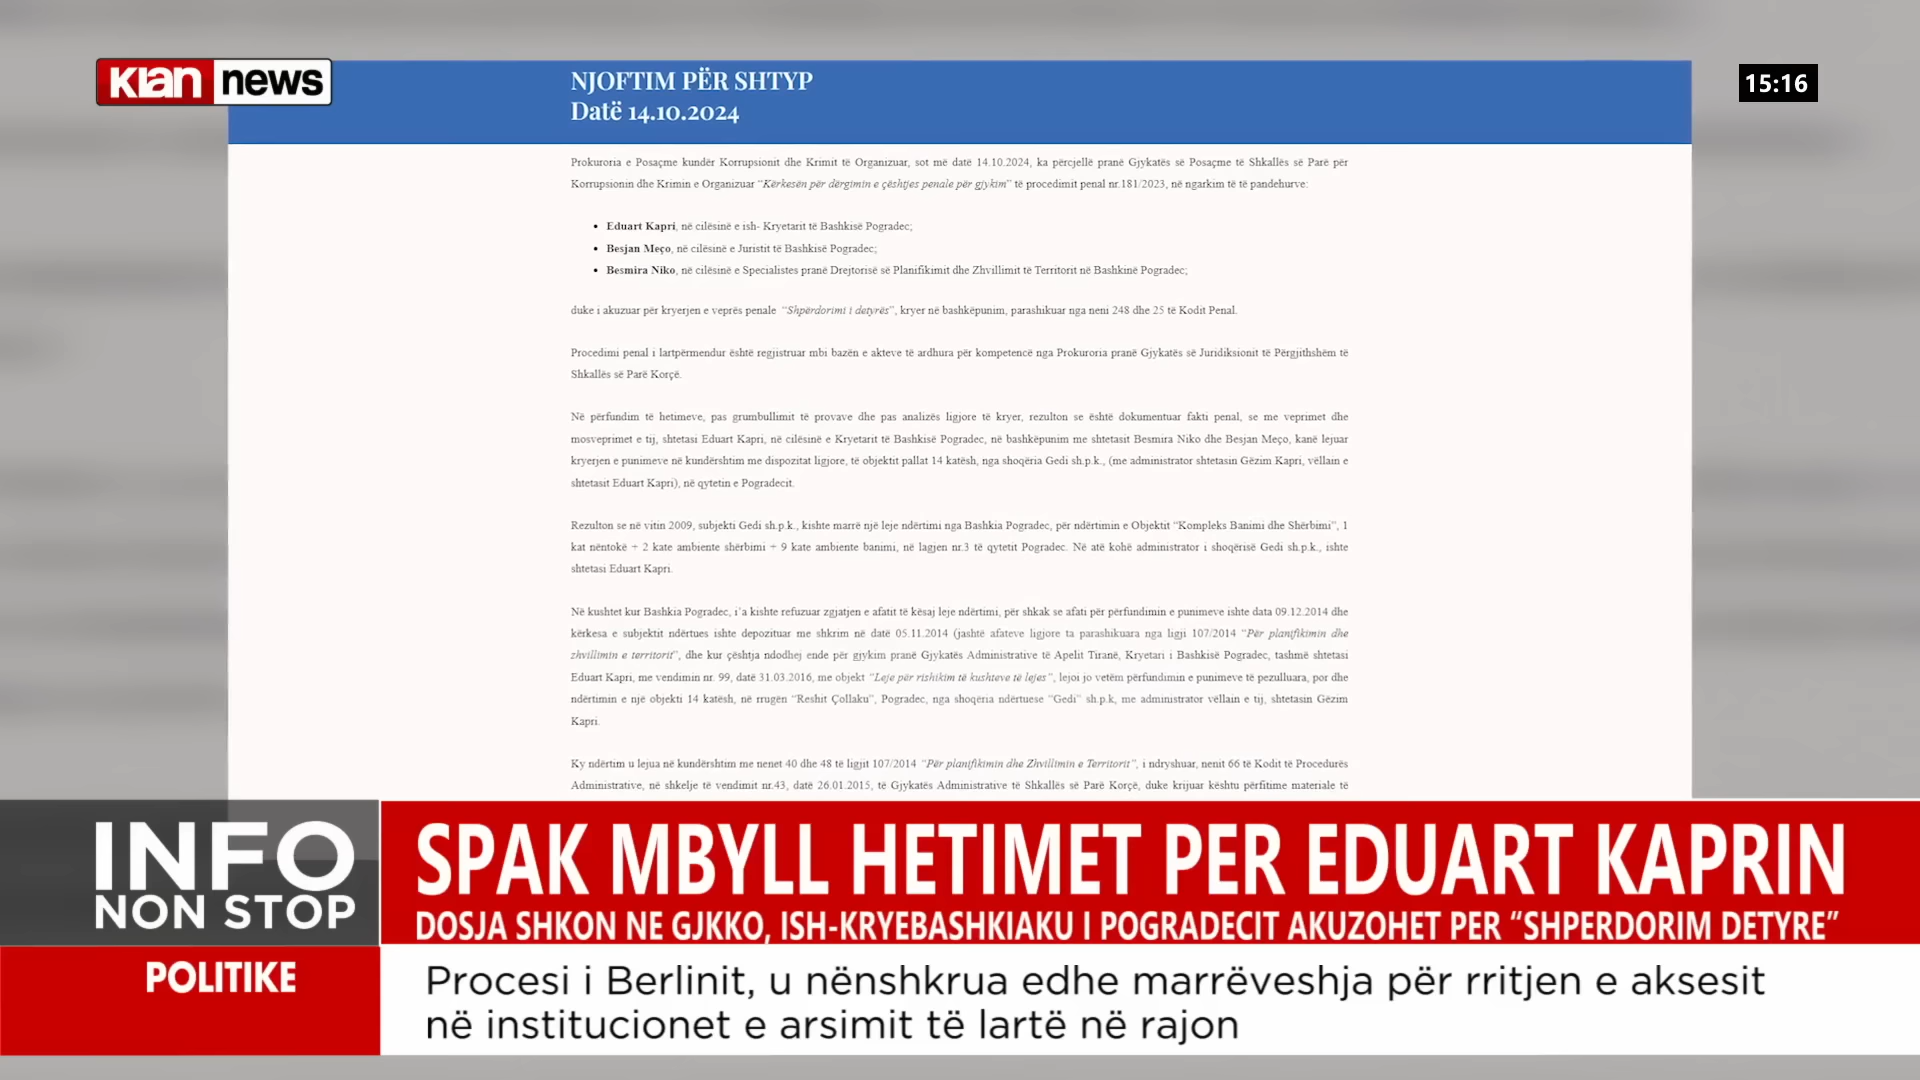 klan news
15:16
NJOFTIM PËR SHTYP
Datë 14.10.2024
Prokuroria e Posaçme kundër Korrupsionit dhe Krimit të Organizuar, sot më datë 14.10.2024, ka përcjellë pranë Gjykatës së Posaçme të Shkallës së Parë për
Korrupsionin dhe Krimin e Organizuar “Kërkesën për dërgimin e çështjes penale për gjykim” të procedimit penal nr.181/2023, në ngarkim të të pandehurve:
• Eduart Kapri, në cilësinë e ish- Kryetarit të Bashkisë Pogradec;
• Besjan Meço, në cilësinë e Juristit të Bashkisë Pogradec;
• Besmira Niko, në cilësinë e Specialistes pranë Drejtorisë së Planifikimit dhe Zhvillimit të Territorit në Bashkinë Pogradec;
duke i akuzuar për kryerjen e veprës penale “Shpërdorimi i detyrës”, kryer në bashkëpunim, parashikuar nga neni 248 dhe 25 të Kodit Penal.
Procedimi penal i lartpërmendur është regjistruar mbi bazën e akteve të ardhura për kompetencë nga Prokuroria pranë Gjykatës së Juridiksionit të Përgjithshëm të
Shkallës së Parë Korçë.
Në përfundim të hetimeve, pas grumbullimit të provave dhe pas analizës ligjore të kryer, rezulton se është dokumentuar fakti penal, se me veprimet dhe
mosveprimet e tij, shtetasi Eduart Kapri, në cilësinë e Kryetarit të Bashkisë Pogradec, në bashkëpunim me shtetasit Besmira Niko dhe Besjan Meço, kanë lejuar
kryerjen e punimeve në kundërshtim me dispozitat ligjore, të objektit pallat 14 katësh, nga shoqëria Gedi sh.p.k., (me administrator shtetasin Gëzim Kapri, vëllain e
shtetasit Eduart Kapri), në qytetin e Pogradecit.
Rezulton se në vitin 2009, subjekti Gedi sh.p.k., kishte marrë një leje ndërtimi nga Bashkia Pogradec, për ndërtimin e Objektit “Kompleks Banimi dhe Shërbimi”, 1
kat nëntokë + 2 kate ambiente shërbimi + 9 kate ambiente banimi, në lagjen nr.3 të qytetit Pogradec. Në atë kohë administrator i shoqërisë Gedi sh.p.k., ishte
shtetasi Eduart Kapri.
Në kushtet kur Bashkia Pogradec, i’a kishte refuzuar zgjatjen e afatit të kësaj leje ndërtimi, për shkak se afati për përfundimin e punimeve ishte data 09.12.2014 dhe
kërkesa e subjektit ndërtues ishte depozituar me shkrim në datë 05.11.2014 (jashtë afateve ligjore ta parashikuara nga ligji 107/2014 “Për planifikimin dhe
zhvillimin e territorit”, dhe kur çështja ndodhej ende për gjykim pranë Gjykatës Administrative të Apelit Tiranë, Kryetari i Bashkisë Pogradec, tashmë shtetasi
Eduart Kapri, me vendimin nr. 99, datë 31.03.2016, me objekt “Leje për rishikim të kushteve të lejes”, lejoi jo vetëm përfundimin e punimeve të pezulluara, por dhe
ndërtimin e një objekti 14 katësh, në rrugën “Reshit Çollaku”, Pogradec, nga shoqëria ndërtuese “Gedi” sh.p.k, me administrator vëllain e tij, shtetasin Gëzim
Kapri.
Ky ndërtim u lejua në kundërshtim me nenet 40 dhe 48 të ligjit 107/2014 “Për planifikimin dhe Zhvillimin e Territorit”, i ndryshuar, nenit 66 të Kodit të Procedurës
Administrative, në shkelje të vendimit nr.43, datë 26.01.2015, të Gjykatës Administrative të Shkallës së Parë Korçë, duke krijuar kështu përfitime materiale të
INFO
NON STOP
SPAK MBYLL HETIMET PER EDUART KAPRIN
DOSJA SHKON NE GJKKO, ISH-KRYEBASHKIAKU I POGRADECIT AKUZOHET PER “SHPERDORIM DETYRE”
POLITIKE
Procesi i Berlinit, u nënshkrua edhe marrëveshja për rritjen e aksesit
në institucionet e arsimit të lartë në rajon